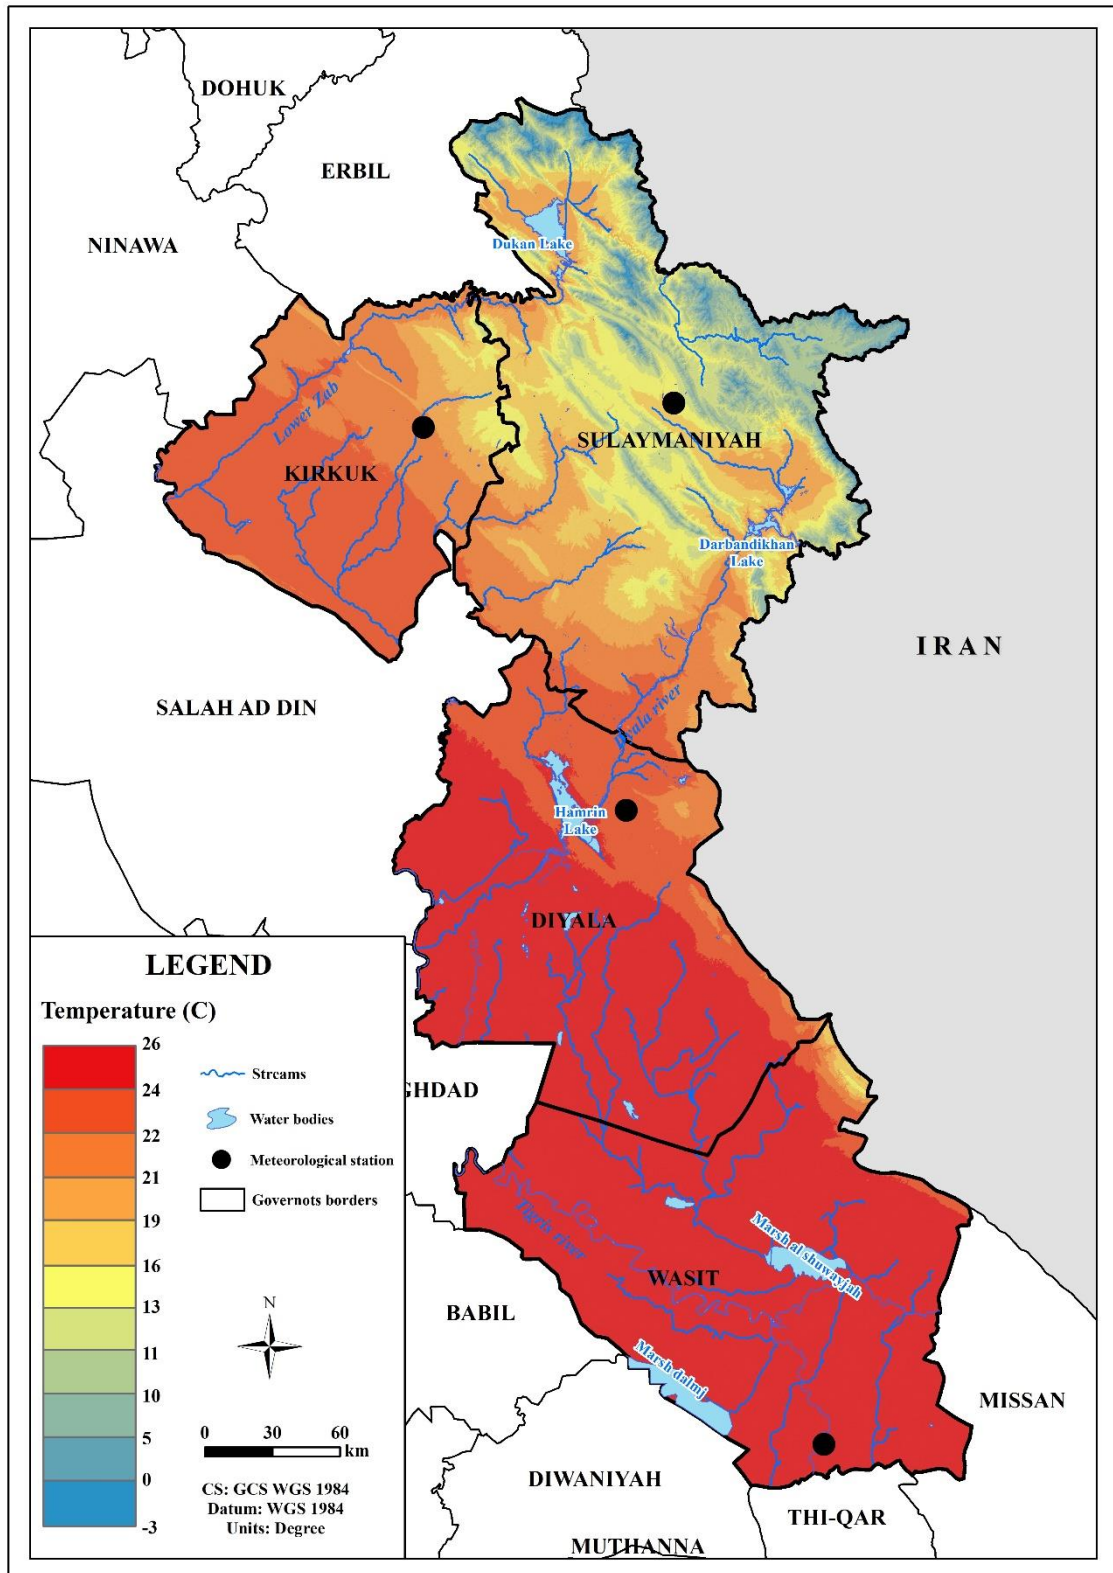 DOHUK
ERBIL
NINAWA
Dukan Lake
Lower Zab
SULAYMANIYAH
KIRKUK
Darbandikhan
Lake
IRAN
SALAH AD DIN
Diyala river
Hamrin
Lake
DIYALA
LEGEND
Temperature (C)
26
24
22
21
19
16
13
11
10
5
0
-3
Streams
Water bodies
Meteorological station
Governots borders
N
0 30 60
km
CS: GCS WGS 1984
Datum: WGS 1984
Units: Degree
GHDAD
Tigris river
Marsh al shuwayjah
WASIT
BABIL
Marsh dalmj
MISSAN
DIWANIYAH
THI-QAR
MUTHANNA